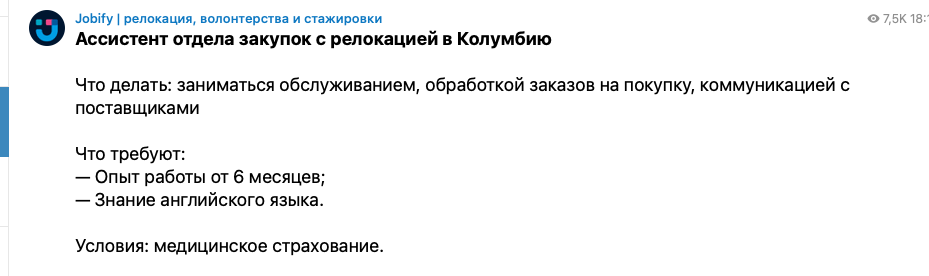 Jobify | релокация, волонтерства и стажировки
7,5K 18:
Ассистент отдела закупок с релокацией в Колумбию
Что делать: заниматься обслуживанием, обработкой заказов на покупку, коммуникацией с
поставщиками
Что требуют:
— Опыт работы от 6 месяцев;
— Знание английского языка.
Условия: медицинское страхование.